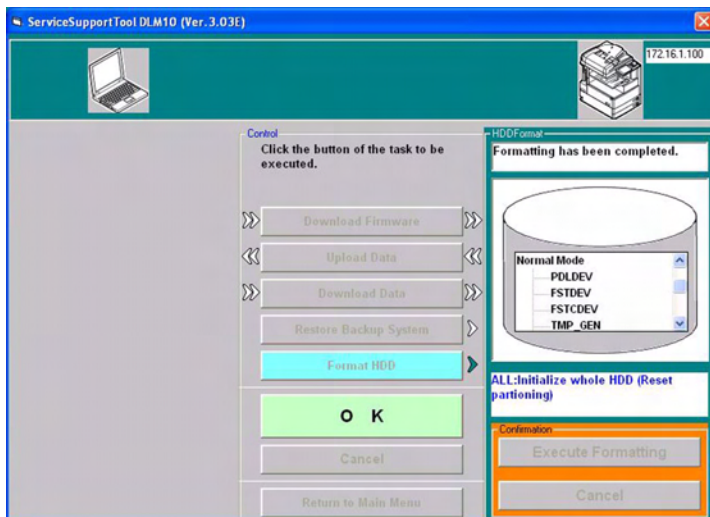 ServiceSupportTool DLM10 (Ver.3.03E)
172.16.1.100
Control
Click the button of the task to be
executed.
Download Firmware
Upload Data
Download Data
Restore Backup System
Format HDD
O K
Cancel
Return to Main Menu
HDDFormat
Formatting has been completed.
Normal Mode
PDLDEV
FSTDEV
FSTCDEV
TMP_GEN
ALL:Initialize whole HDD (Reset
partioning)
Confirmation
Execute Formatting
Cancel